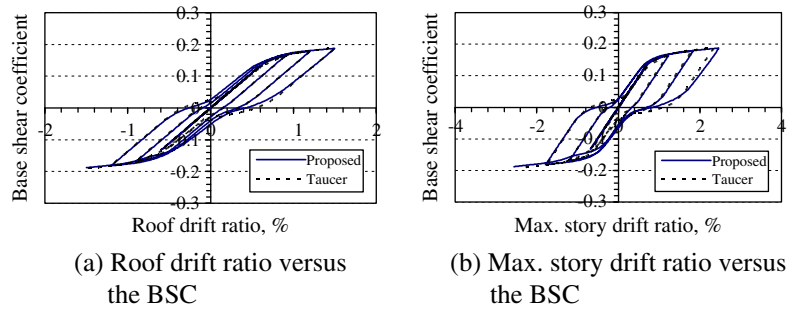 0.3
0.2
0.1
0
-0.1
-0.2
-0.3
-2 -1 0 1 2
Base shear coefficient
Roof drift ratio, %
Proposed
Taucer
(a) Roof drift ratio versus
the BSC
0.3
0.2
0.1
0
-0.1
-0.2
-0.3
-4 -2 0 2 4
Base shear coefficient
Max. story drift ratio, %
Proposed
Taucer
(b) Max. story drift ratio versus
the BSC